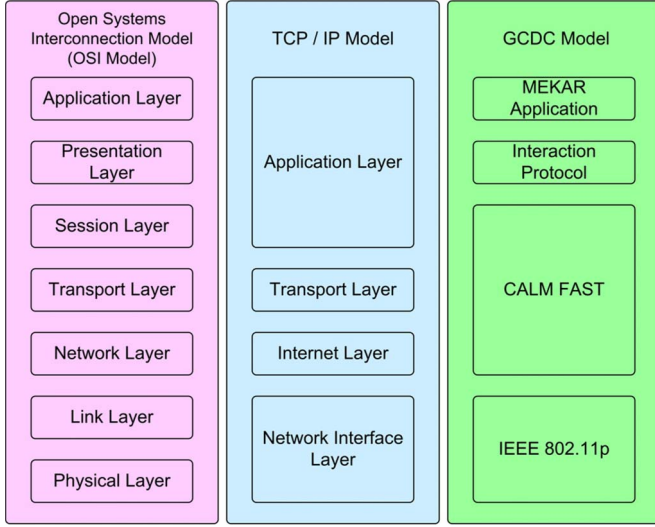 Open Systems
Interconnection Model
(OSI Model)
Application Layer
Presentation
Layer
Session Layer
Transport Layer
Network Layer
Link Layer
Physical Layer
TCP / IP Model
Application Layer
Transport Layer
Internet Layer
Network Interface
Layer
GCDC Model
MEKAR
Application
Interaction
Protocol
CALM FAST
IEEE 802.11p